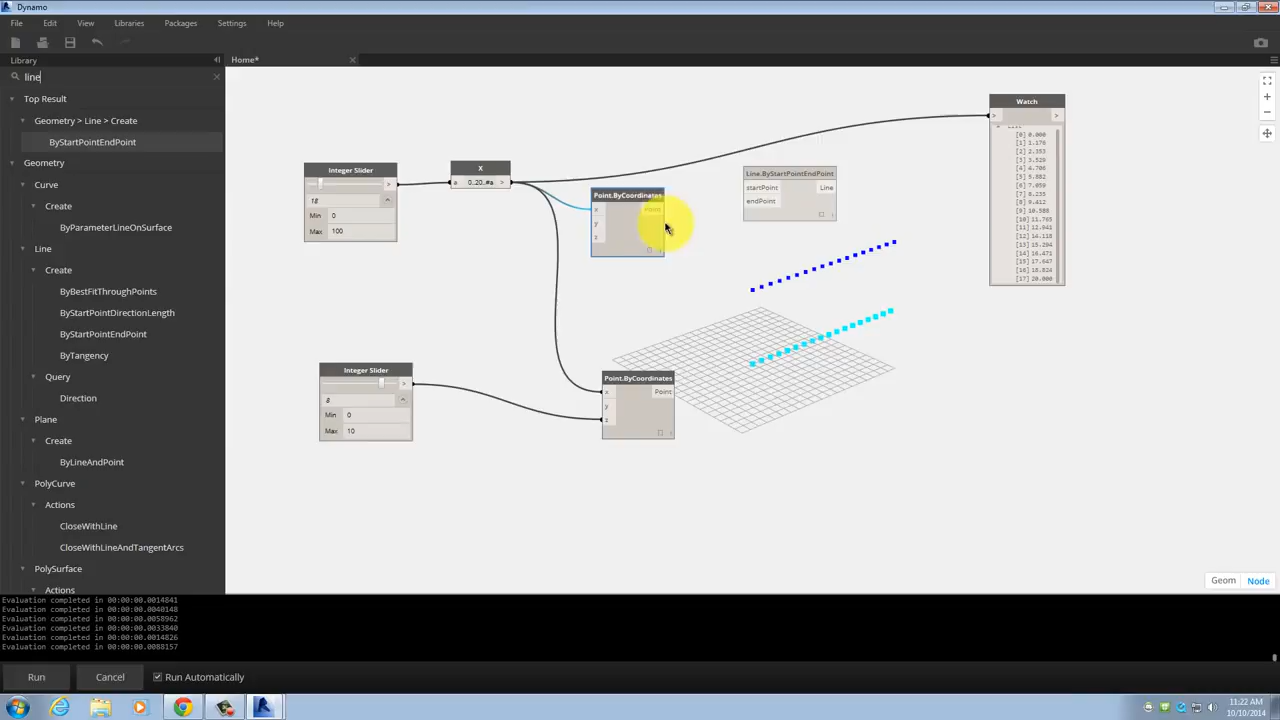 Dynamo
File Edit View Libraries Packages Settings Help
Library
Home*
line
Top Result
Geometry > Line > Create
ByStartPointEndPoint
Geometry
Curve
Create
ByParameterLineOnSurface
Line
Create
ByBestFitThroughPoints
ByStartPointDirectionLength
ByStartPointEndPoint
ByTangency
Query
Direction
Plane
Create
ByLineAndPoint
PolyCurve
Actions
CloseWithLine
CloseWithLineAndTangentArcs
PolySurface
Actions
Integer Slider
>
18
Min 0
Max 100
X
a 0..20..#a >
Point.ByCoordinates
x Point
y
z
Line.ByStartPointEndPoint
startPoint Line
endPoint
Watch
> >
[0] 0.000
[1] 1.176
[2] 2.353
[3] 3.529
[4] 4.706
[5] 5.882
[6] 7.059
[7] 8.235
[8] 9.412
[9] 10.588
[10] 11.765
[11] 12.941
[12] 14.118
[13] 15.294
[14] 16.471
[15] 17.647
[16] 18.824
[17] 20.000
Integer Slider
>
8
Min 0
Max 10
Point.ByCoordinates
x Point
y
z
Geom Node
Evaluation completed in 00:00:00.0014841
Evaluation completed in 00:00:00.0040148
Evaluation completed in 00:00:00.0058962
Evaluation completed in 00:00:00.0033840
Evaluation completed in 00:00:00.0014826
Evaluation completed in 00:00:00.0088157
Run Cancel Run Automatically
11:22 AM
10/10/2014